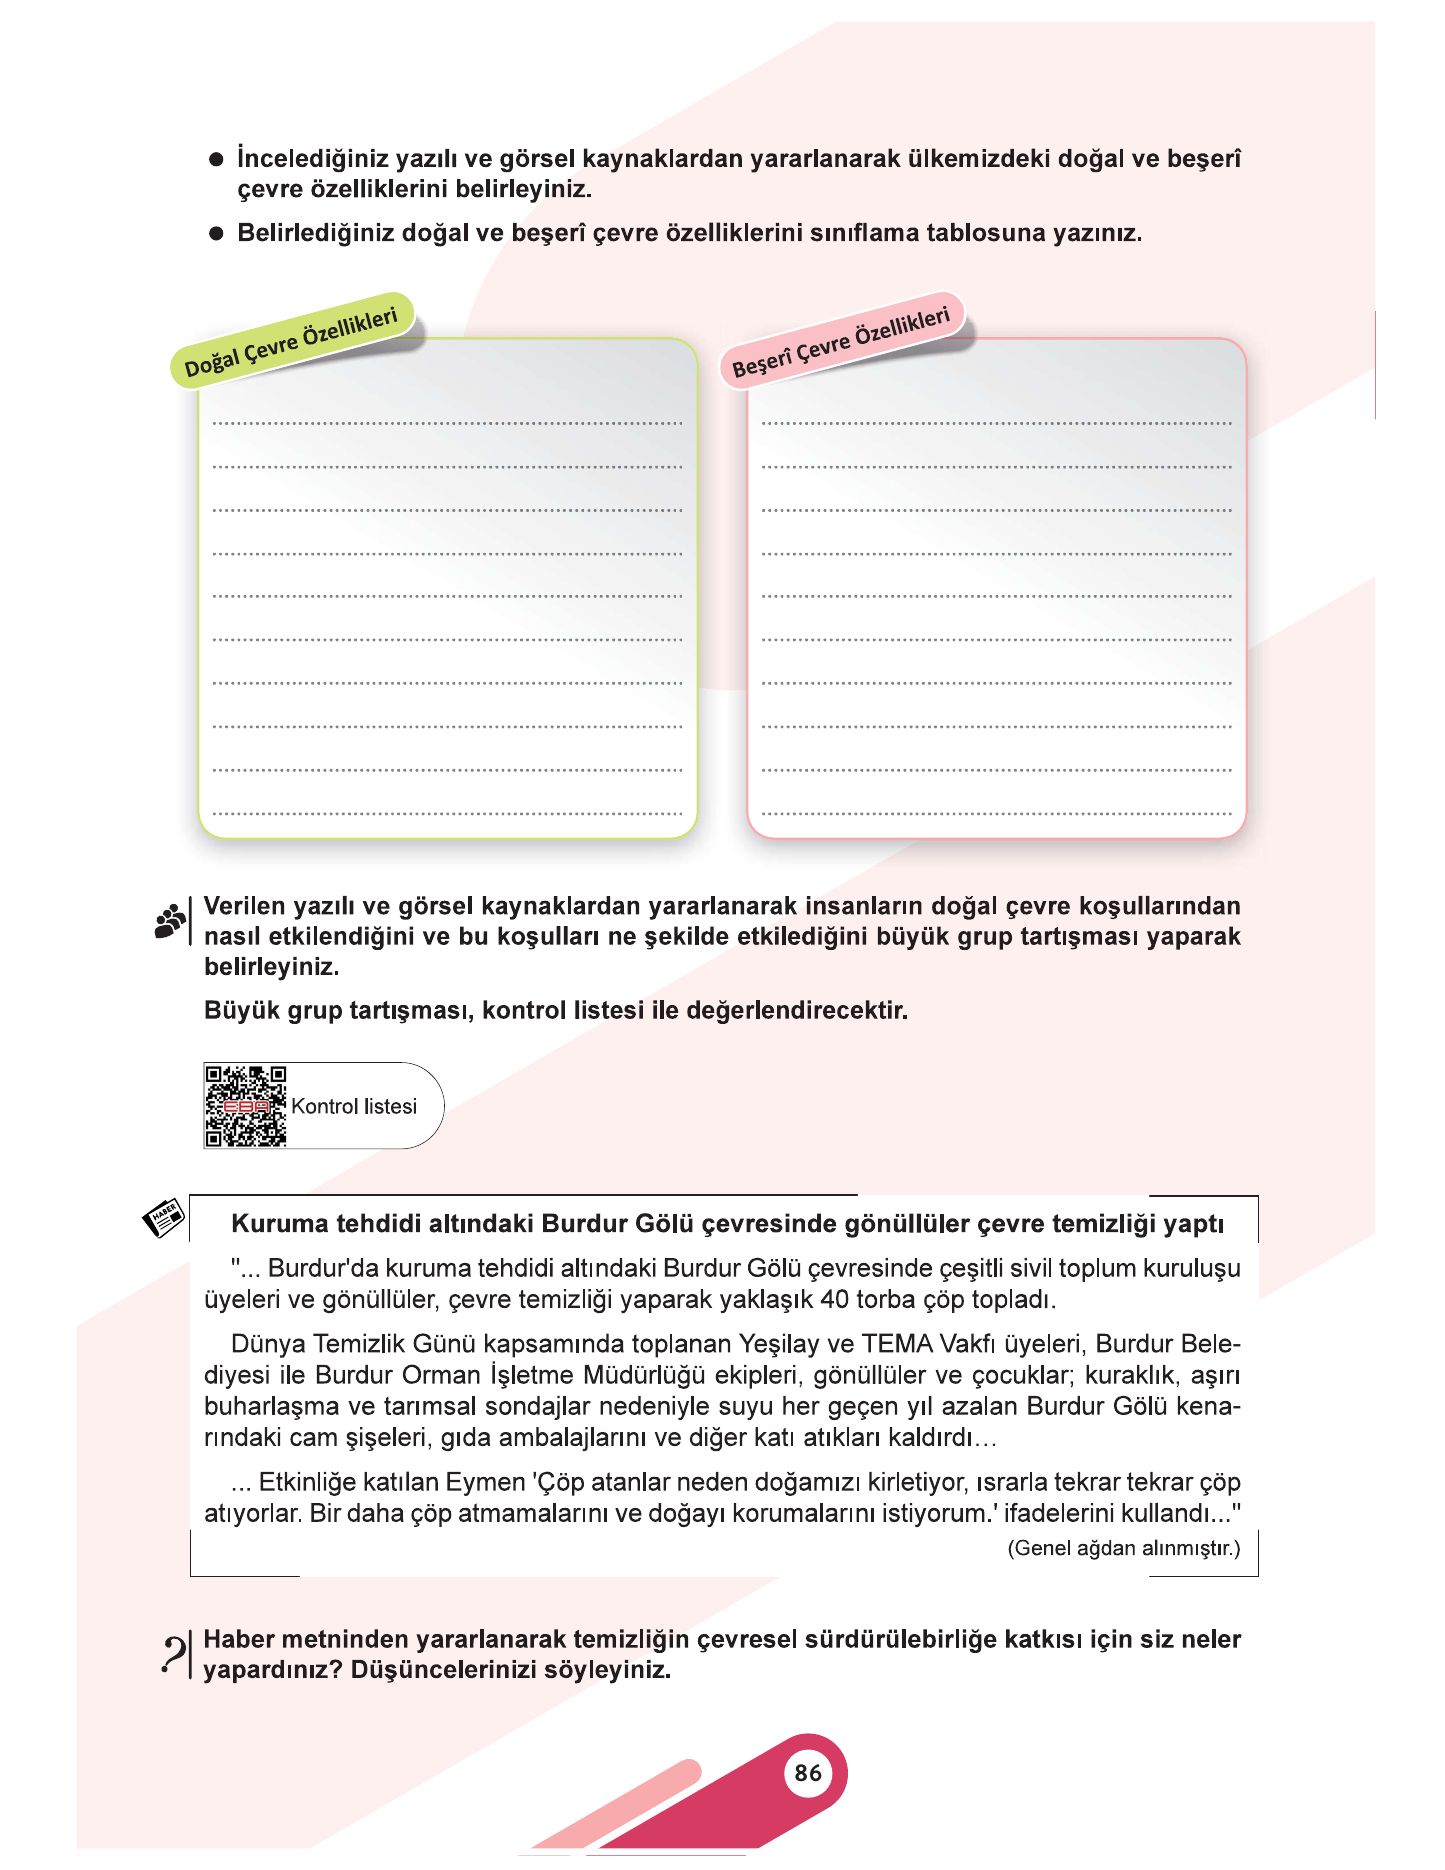 ● İncelediğiniz yazılı ve görsel kaynaklardan yararlanarak ülkemizdeki doğal ve beşerî
çevre özelliklerini belirleyiniz.
● Belirlediğiniz doğal ve beşerî çevre özelliklerini sınıflama tablosuna yazınız.
Doğal Çevre Özellikleri
Beşerî Çevre Özellikleri
Verilen yazılı ve görsel kaynaklardan yararlanarak insanların doğal çevre koşullarından
nasıl etkilendiğini ve bu koşulları ne şekilde etkilediğini büyük grup tartışması yaparak
belirleyiniz.
Büyük grup tartışması, kontrol listesi ile değerlendirecektir.
EBA
Kontrol listesi
HABER
Kuruma tehdidi altındaki Burdur Gölü çevresinde gönüllüler çevre temizliği yaptı
"... Burdur'da kuruma tehdidi altındaki Burdur Gölü çevresinde çeşitli sivil toplum kuruluşu
üyeleri ve gönüllüler, çevre temizliği yaparak yaklaşık 40 torba çöp topladı.
Dünya Temizlik Günü kapsamında toplanan Yeşilay ve TEMA Vakfı üyeleri, Burdur Bele-
diyesi ile Burdur Orman İşletme Müdürlüğü ekipleri, gönüllüler ve çocuklar; kuraklık, aşırı
buharlaşma ve tarımsal sondajlar nedeniyle suyu her geçen yıl azalan Burdur Gölü kena-
rındaki cam şişeleri, gıda ambalajlarını ve diğer katı atıkları kaldırdı…
... Etkinliğe katılan Eymen 'Çöp atanlar neden doğamızı kirletiyor, ısrarla tekrar tekrar çöp
atıyorlar. Bir daha çöp atmamalarını ve doğayı korumalarını istiyorum.' ifadelerini kullandı..."
(Genel ağdan alınmıştır.)
? Haber metninden yararlanarak temizliğin çevresel sürdürülebirliğe katkısı için siz neler
yapardınız? Düşüncelerinizi söyleyiniz.
86